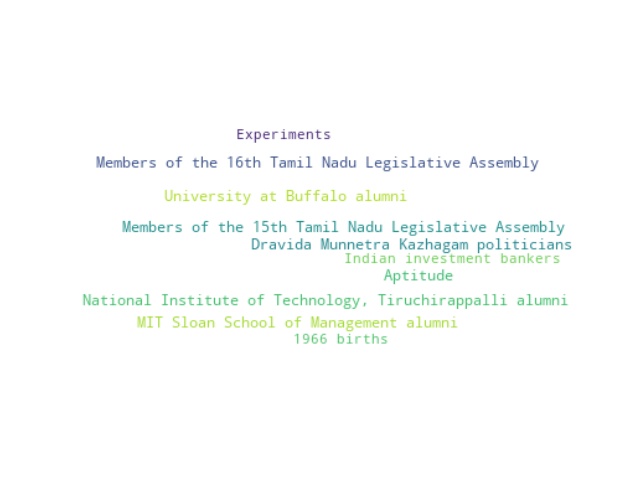 Experiments
Members of the 16th Tamil Nadu Legislative Assembly
University at Buffalo alumni
Members of the 15th Tamil Nadu Legislative Assembly
Dravida Munnetra Kazhagam politicians
Indian investment bankers
Aptitude
National Institute of Technology, Tiruchirappalli alumni
MIT Sloan School of Management alumni
1966 births